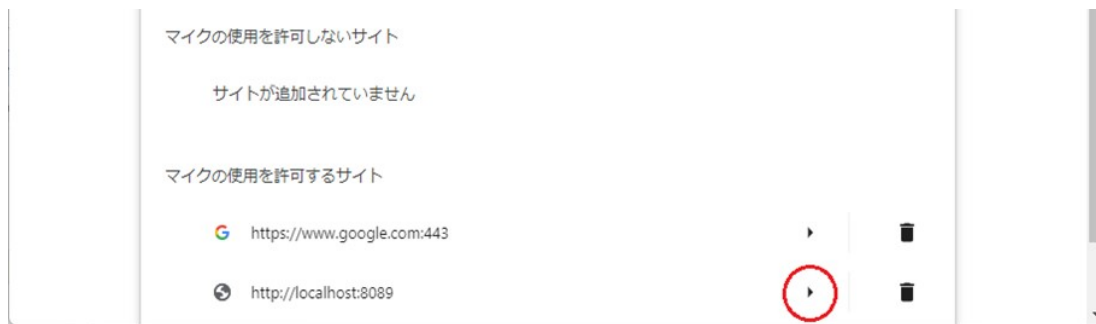 マイクの使用を許可しないサイト
サイトが追加されていません
マイクの使用を許可するサイト
https://www.google.com:443
http://localhost:8089